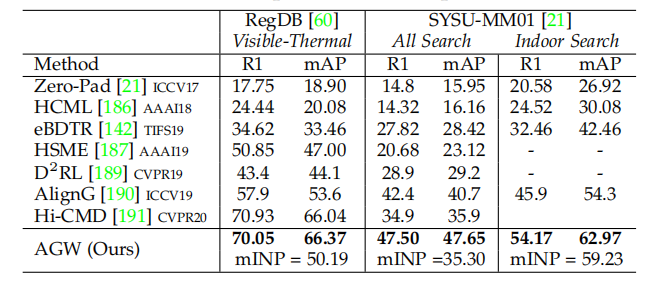 RegDB [60] SYSU-MM01 [21]
Visible-Thermal All Search Indoor Search
Method R1 mAP R1 mAP R1 mAP
Zero-Pad [21] ICCV17 17.75 18.90 14.8 15.95 20.58 26.92
HCML [186] AAAI18 24.44 20.08 14.32 16.16 24.52 30.08
eBDTR [142] TIFS19 34.62 33.46 27.82 28.42 32.46 42.46
HSME [187] AAAI19 50.85 47.00 20.68 23.12 - -
D²RL [189] CVPR19 43.4 44.1 28.9 29.2 - -
AlignG [190] ICCV19 57.9 53.6 42.4 40.7 45.9 54.3
Hi-CMD [191] CVPR20 70.93 66.04 34.9 35.9
AGW (Ours) 70.05 66.37 47.50 47.65 54.17 62.97
mINP = 50.19 mINP =35.30 mINP = 59.23